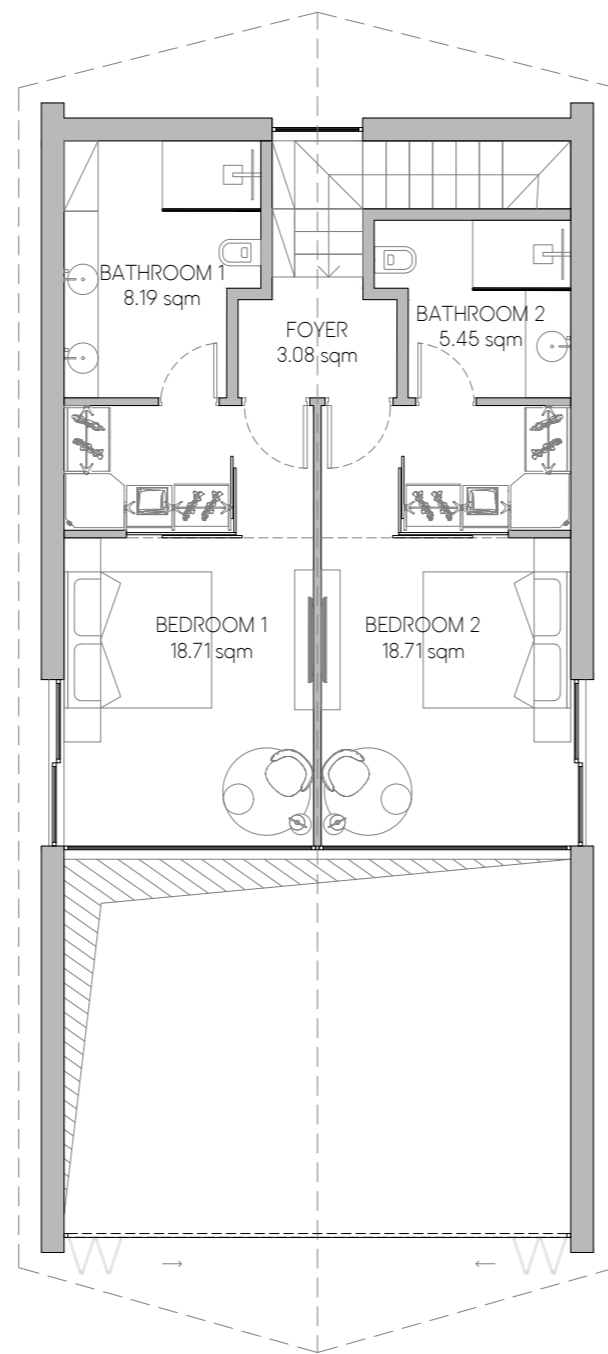 BATHROOM 1
8.19 sqm
FOYER
3.08 sqm
BATHROOM 2
5.45 sqm
BEDROOM 1
18.71 sqm
BEDROOM 2
18.71 sqm